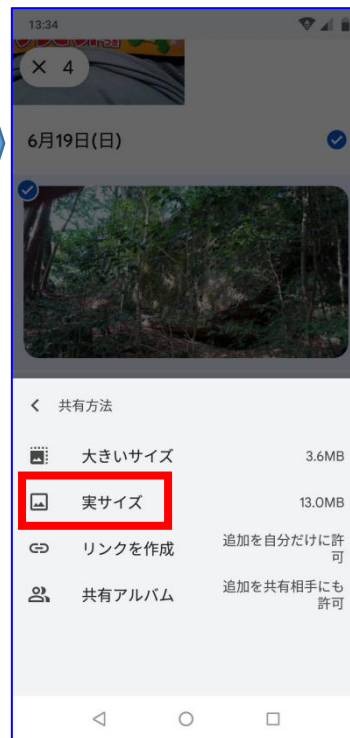 13:34
4
6月19日(日)
共有方法
大きいサイズ 3.6MB
実サイズ 13.0MB
リンクを作成 追加を自分だけに許
可
共有アルバム 追加を共有相手にも
許可